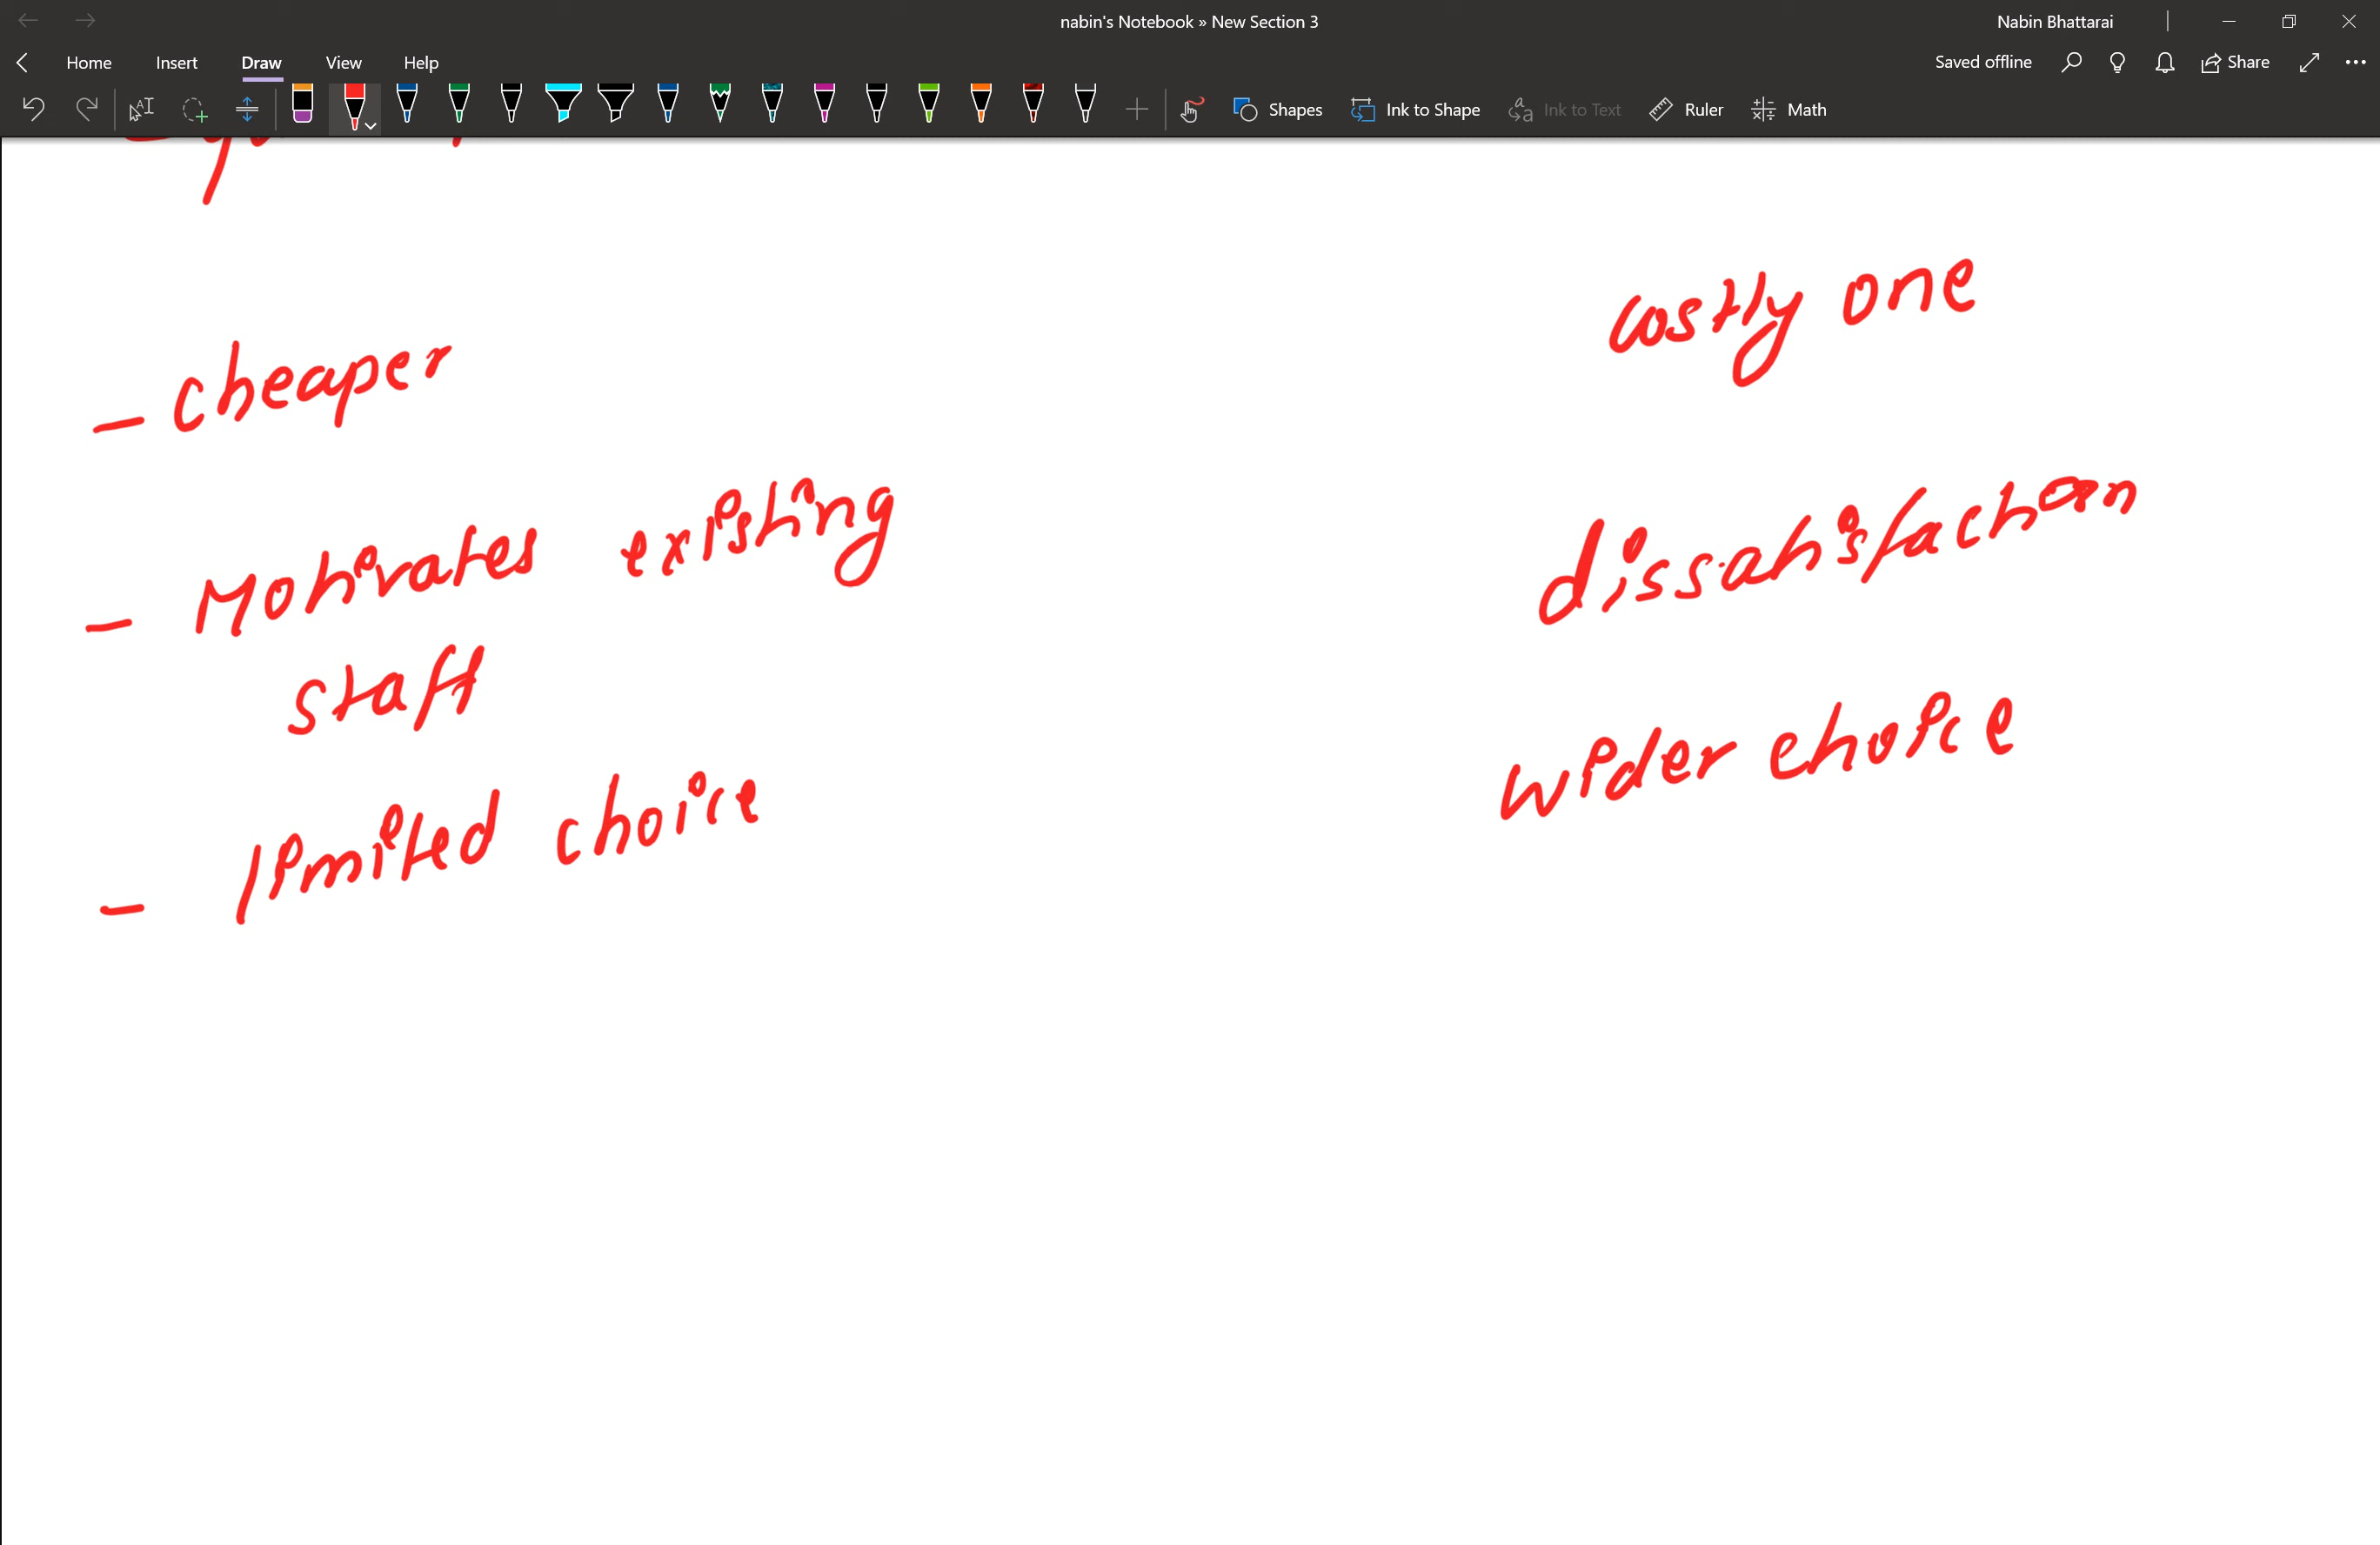 nabin's Notebook » New Section 3
Nabin Bhattarai
Home Insert Draw View Help
Saved offline
Share
Shapes
Ink to Shape
Ink to Text
Ruler
Math
- cheaper
costly one
- Motivates existing
staff
dissatisfaction
- limited choice
wider choice